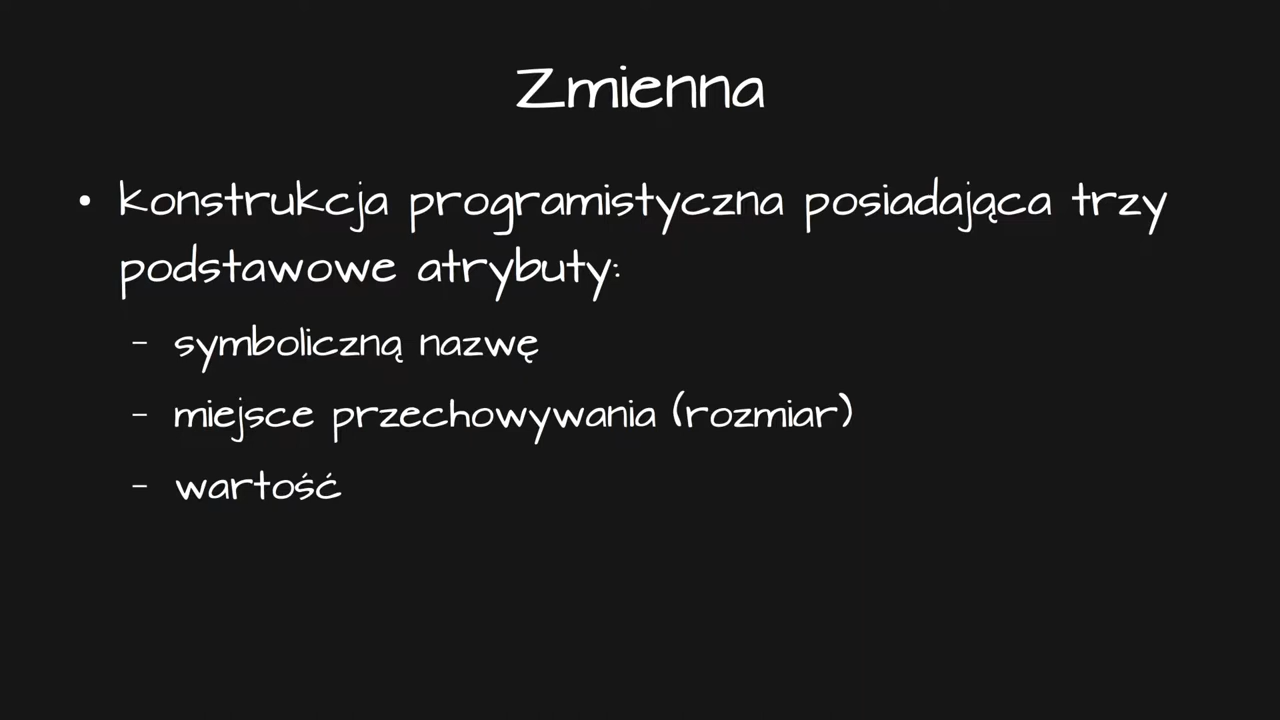 Zmienna
• konstrukcja programistyczna posiadająca trzy
podstawowe atrybuty:
– symboliczną nazwę
– miejsce przechowywania (rozmiar)
– wartość